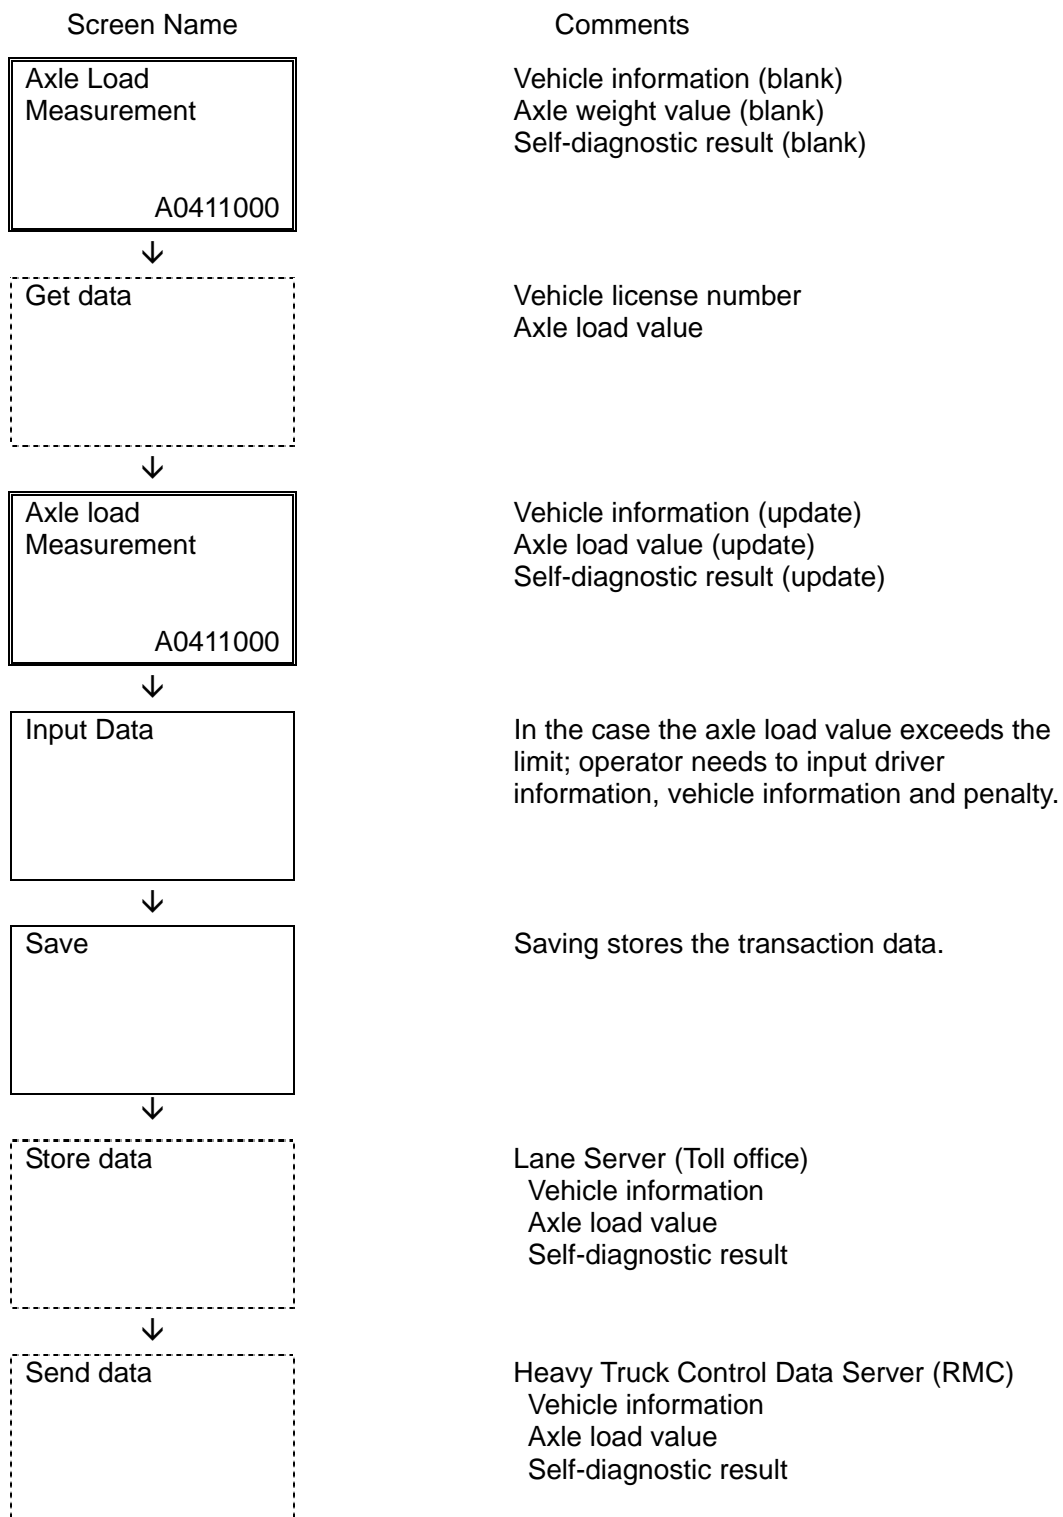 Screen Name Comments
Axle Load Vehicle information (blank)
Measurement Axle weight value (blank)
Self-diagnostic result (blank)
A0411000
Get data Vehicle license number
Axle load value
Axle load Vehicle information (update)
Measurement Axle load value (update)
Self-diagnostic result (update)
A0411000
Input Data In the case the axle load value exceeds the
limit; operator needs to input driver
information, vehicle information and penalty.
Save Saving stores the transaction data.
Store data Lane Server (Toll office)
Vehicle information
Axle load value
Self-diagnostic result
Send data Heavy Truck Control Data Server (RMC)
Vehicle information
Axle load value
Self-diagnostic result